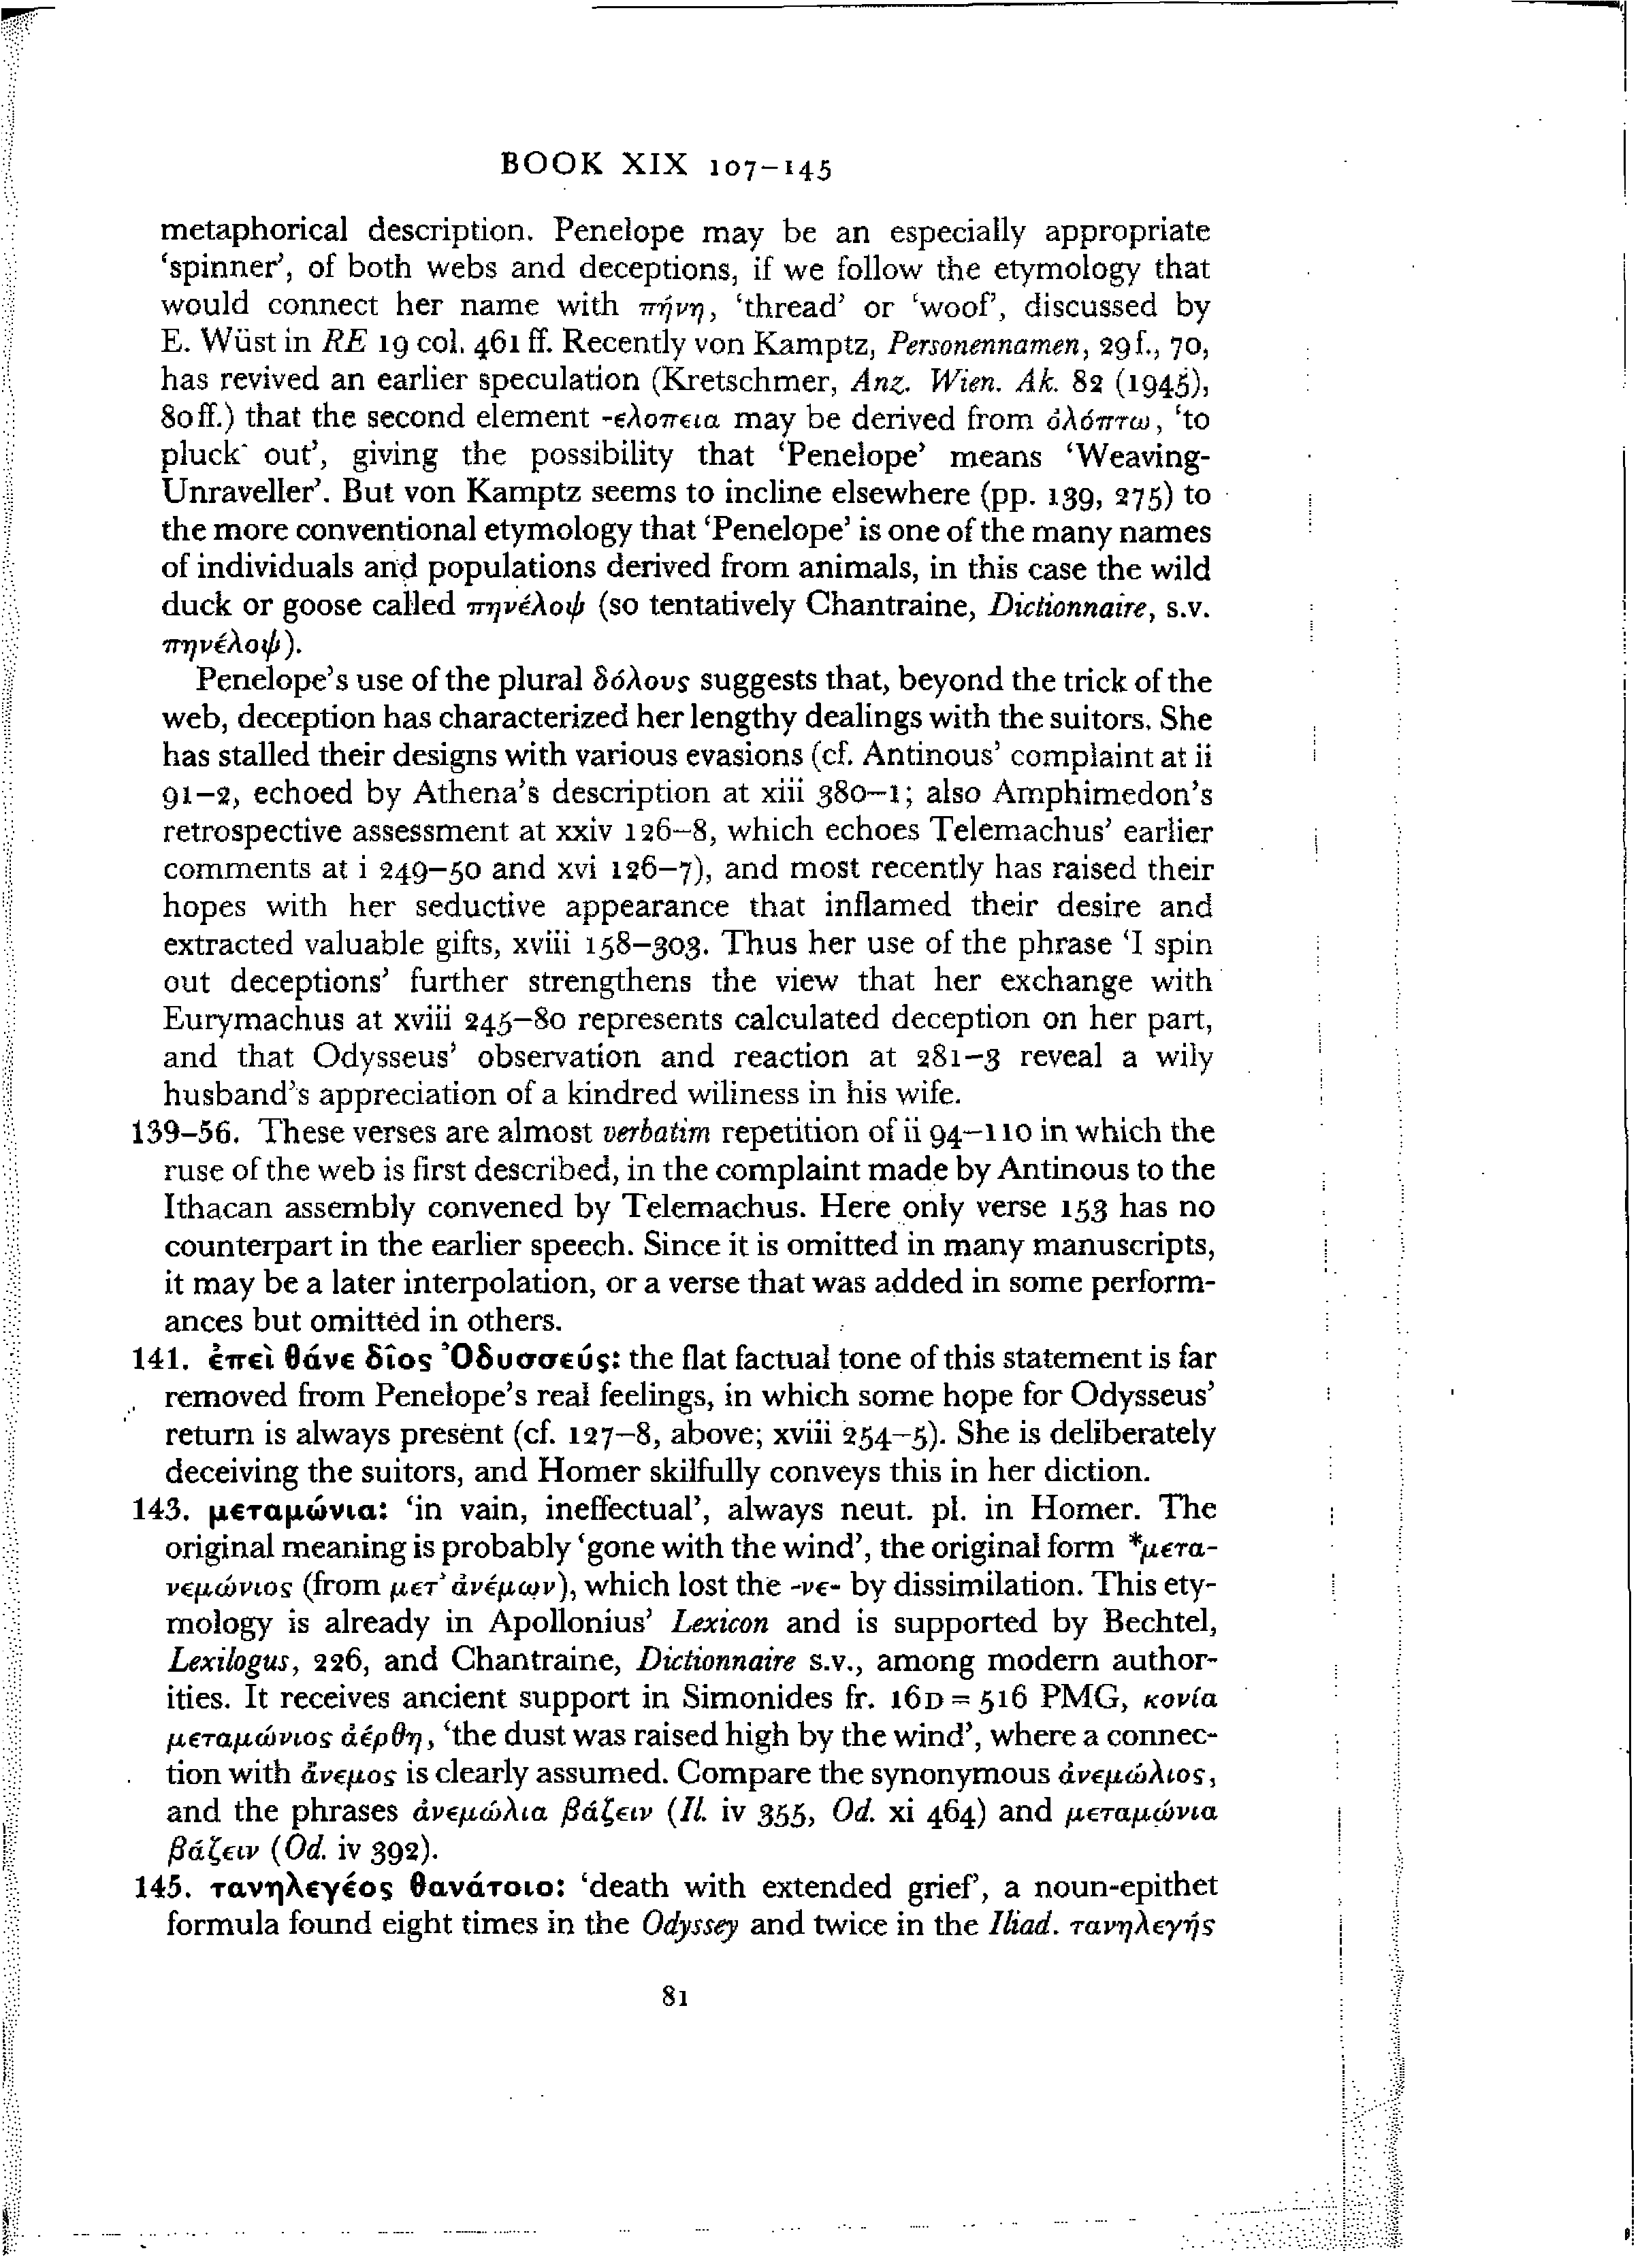 BOOK XIX 107–145
metaphorical description. Penelope may be an especially appropriate
‘spinner’, of both webs and deceptions, if we follow the etymology that
would connect her name with πήνη, ‘thread’ or ‘woof’, discussed by
E. Wüst in RE 19 col. 461 ff. Recently von Kamptz, Personennamen, 29 f., 70,
has revived an earlier speculation (Kretschmer, Anz. Wien. Ak. 82 (1945),
80 ff.) that the second element -ελοπεια may be derived from ὀλόπτω, ‘to
pluck out’, giving the possibility that ‘Penelope’ means ‘Weaving-
Unraveller’. But von Kamptz seems to incline elsewhere (pp. 139, 275) to
the more conventional etymology that ‘Penelope’ is one of the many names
of individuals and populations derived from animals, in this case the wild
duck or goose called πηνέλοψ (so tentatively Chantraine, Dictionnaire, s.v.
πηνέλοψ).
Penelope’s use of the plural δόλους suggests that, beyond the trick of the
web, deception has characterized her lengthy dealings with the suitors. She
has stalled their designs with various evasions (cf. Antinous’ complaint at ii
91–2, echoed by Athena’s description at xiii 380–1; also Amphimedon’s
retrospective assessment at xxiv 126–8, which echoes Telemachus’ earlier
comments at i 249–50 and xvi 126–7), and most recently has raised their
hopes with her seductive appearance that inflamed their desire and
extracted valuable gifts, xviii 158–303. Thus her use of the phrase ‘I spin
out deceptions’ further strengthens the view that her exchange with
Eurymachus at xviii 245–80 represents calculated deception on her part,
and that Odysseus’ observation and reaction at 281–3 reveal a wily
husband’s appreciation of a kindred wiliness in his wife.
139–56. These verses are almost verbatim repetition of ii 94–110 in which the
ruse of the web is first described, in the complaint made by Antinous to the
Ithacan assembly convened by Telemachus. Here only verse 153 has no
counterpart in the earlier speech. Since it is omitted in many manuscripts,
it may be a later interpolation, or a verse that was added in some perform-
ances but omitted in others.
141. ἐπεὶ θάνε δῖος Ὀδυσσεύς: the flat factual tone of this statement is far
removed from Penelope’s real feelings, in which some hope for Odysseus’
return is always present (cf. 127–8, above; xviii 254–5). She is deliberately
deceiving the suitors, and Homer skilfully conveys this in her diction.
143. μεταμώνια: ‘in vain, ineffectual’, always neut. pl. in Homer. The
original meaning is probably ‘gone with the wind’, the original form *μετα-
νεμώνιος (from μετ’ ἀνέμων), which lost the -νε- by dissimilation. This ety-
mology is already in Apollonius’ Lexicon and is supported by Bechtel,
Lexilogus, 226, and Chantraine, Dictionnaire s.v., among modern author-
ities. It receives ancient support in Simonides fr. 16D = 516 PMG, κονία
μεταμώνιος ἀέρθη, ‘the dust was raised high by the wind’, where a connec-
tion with ἄνεμος is clearly assumed. Compare the synonymous ἀνεμώλιος,
and the phrases ἀνεμώλια βάζειν (Il. iv 355, Od. xi 464) and μεταμώνια
βάζειν (Od. iv 392).
145. τανηλεγέος θανάτοιο: ‘death with extended grief’, a noun-epithet
formula found eight times in the Odyssey and twice in the Iliad. τανηλεγής
81